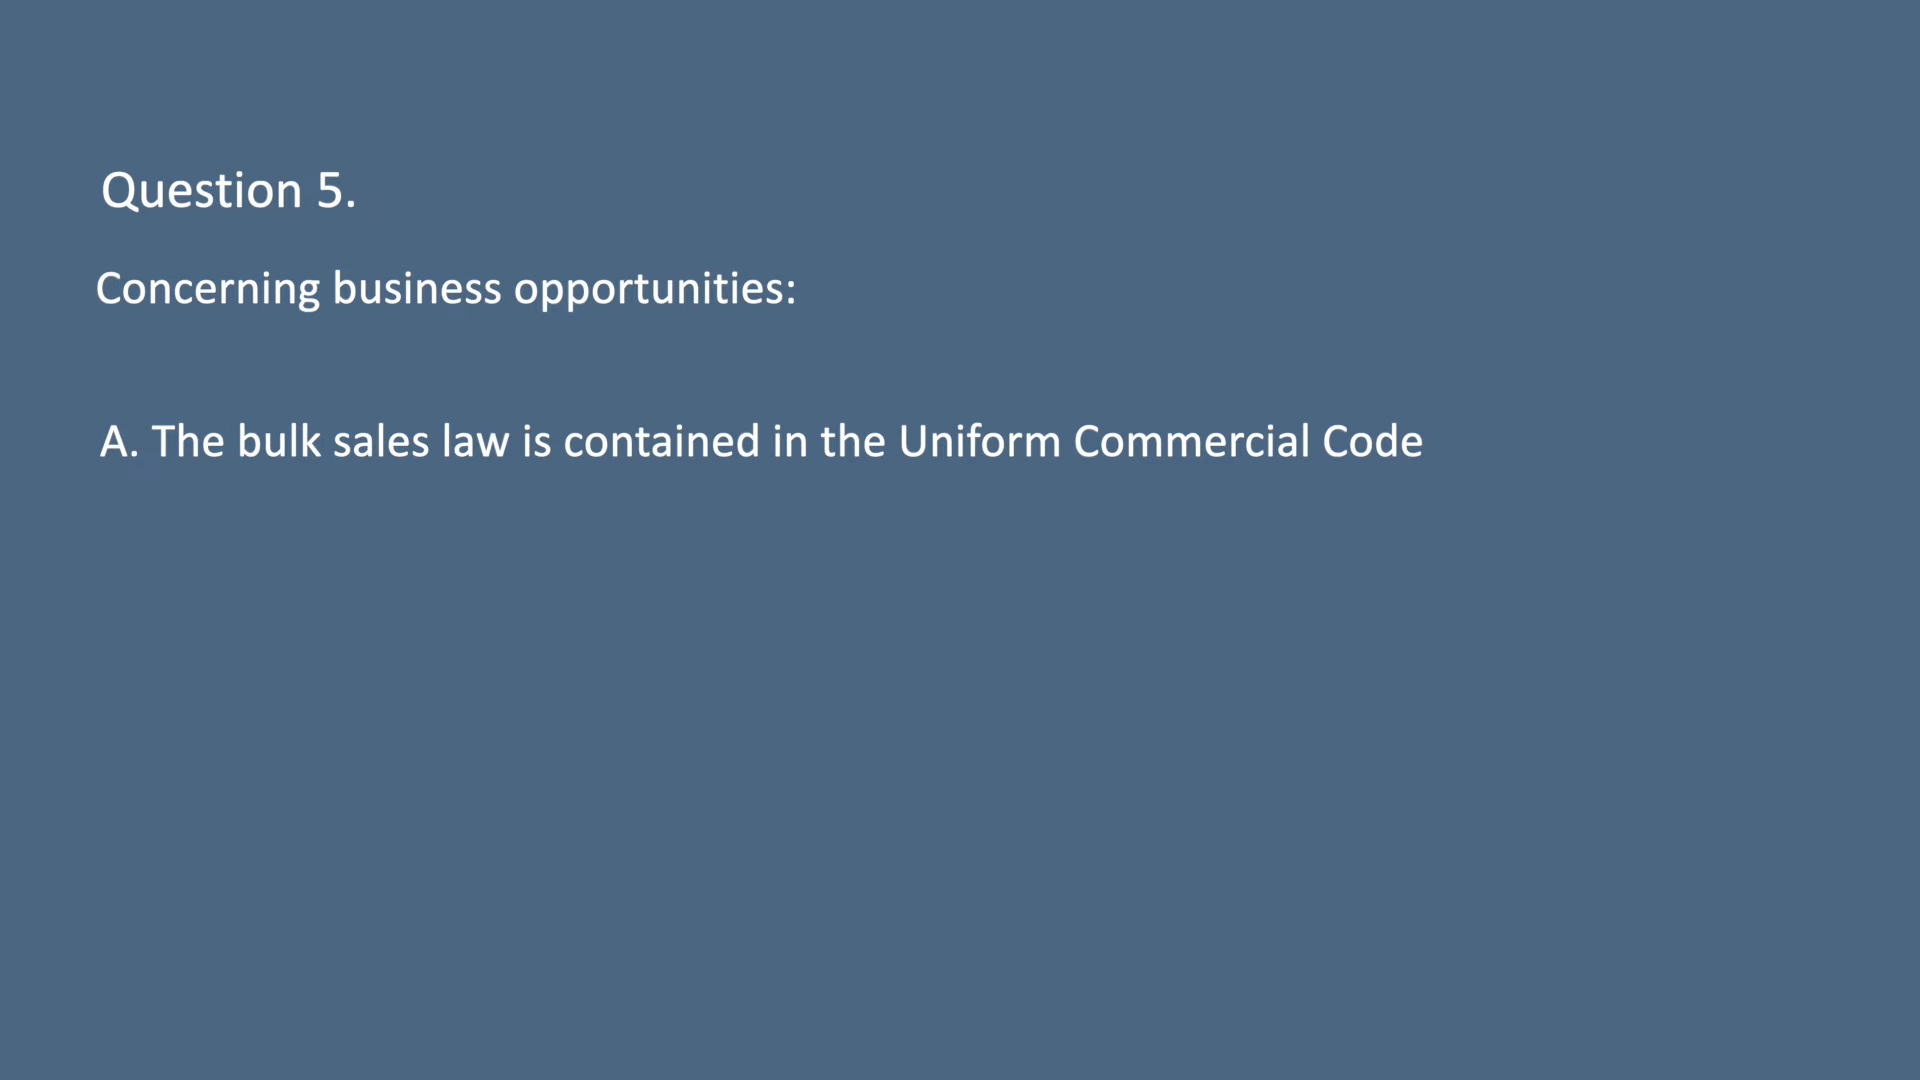 Question 5.
Concerning business opportunities:
A. The bulk sales law is contained in the Uniform Commercial Code